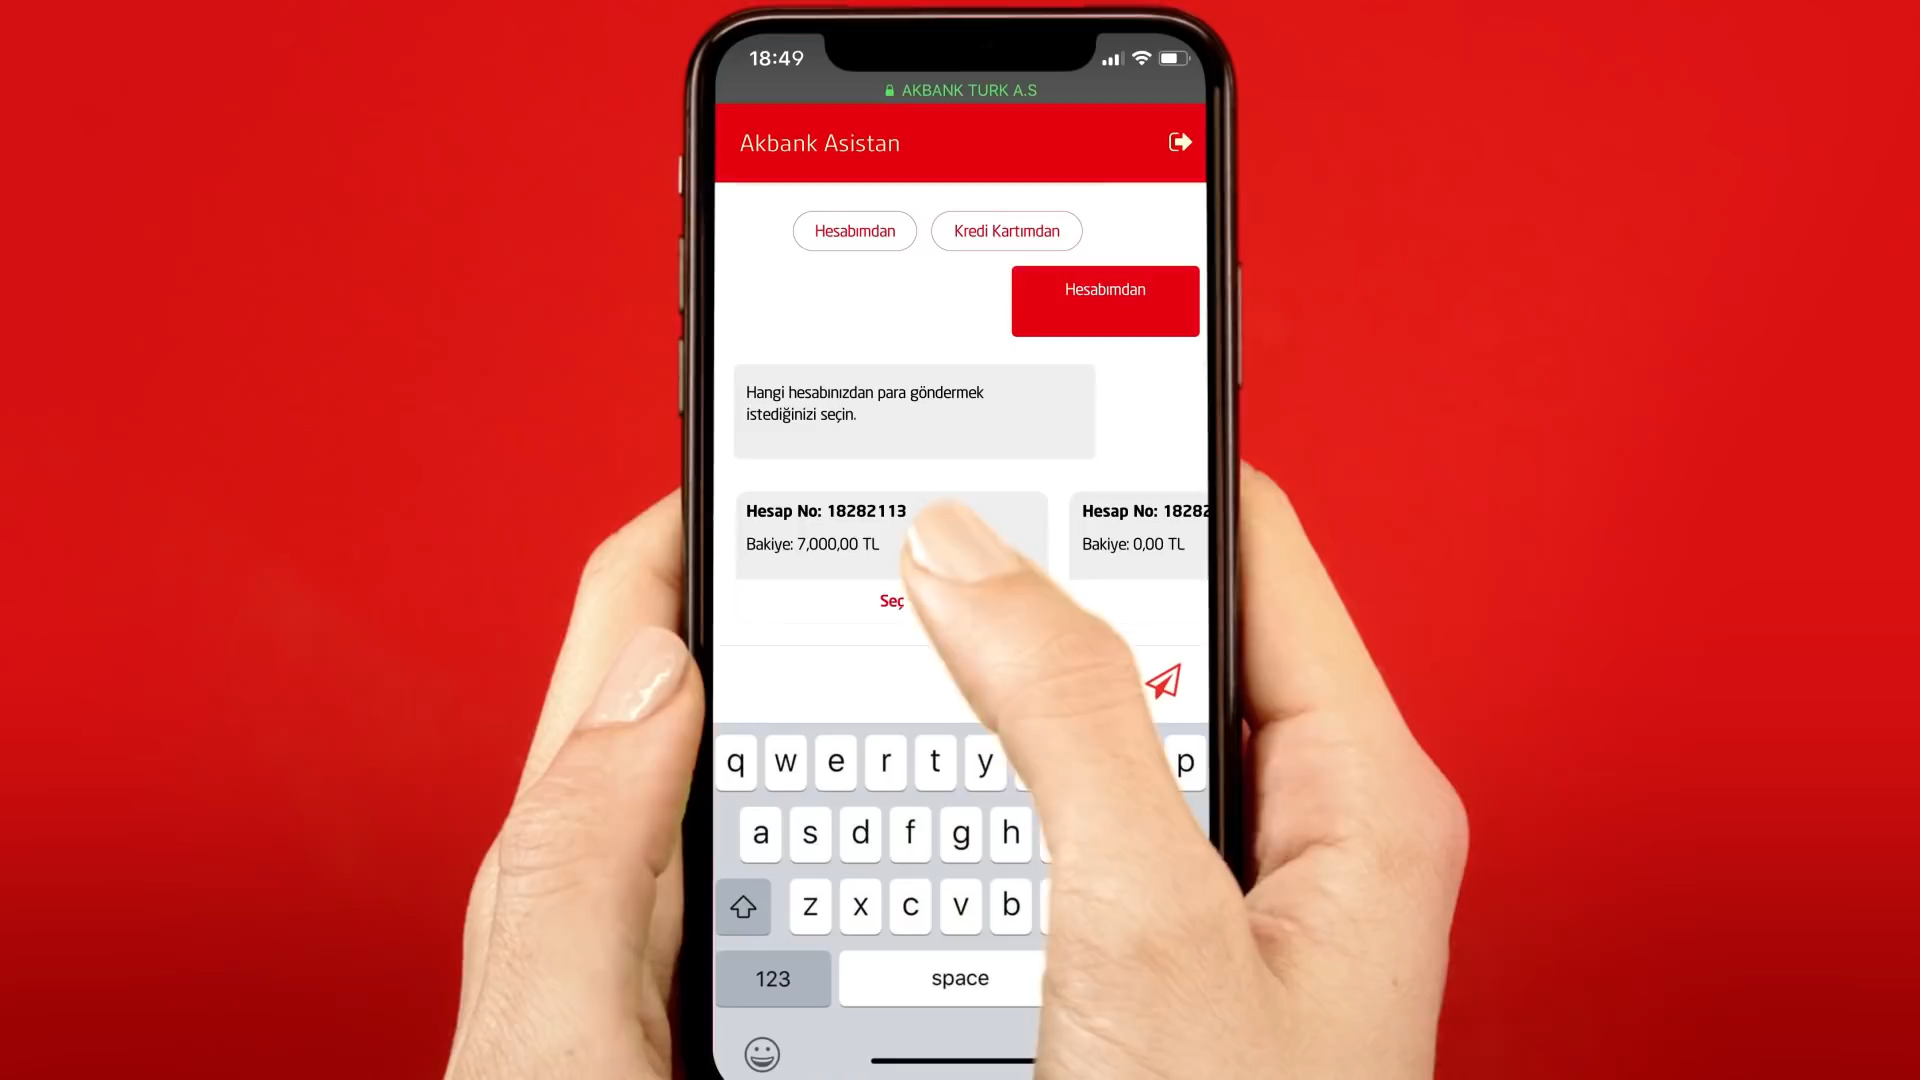 18:49
AKBANK TURK A.S
Akbank Asistan
Hesabımdan
Kredi Kartımdan
Hesabımdan
Hangi hesabınızdan para göndermek
istediğinizi seçin.
Hesap No: 18282113
Hesap No: 18282
Bakiye: 7,000,00 TL
Bakiye: 0,00 TL
Seç
q w e r t y p
a s d f g h
z x c v b
123 space